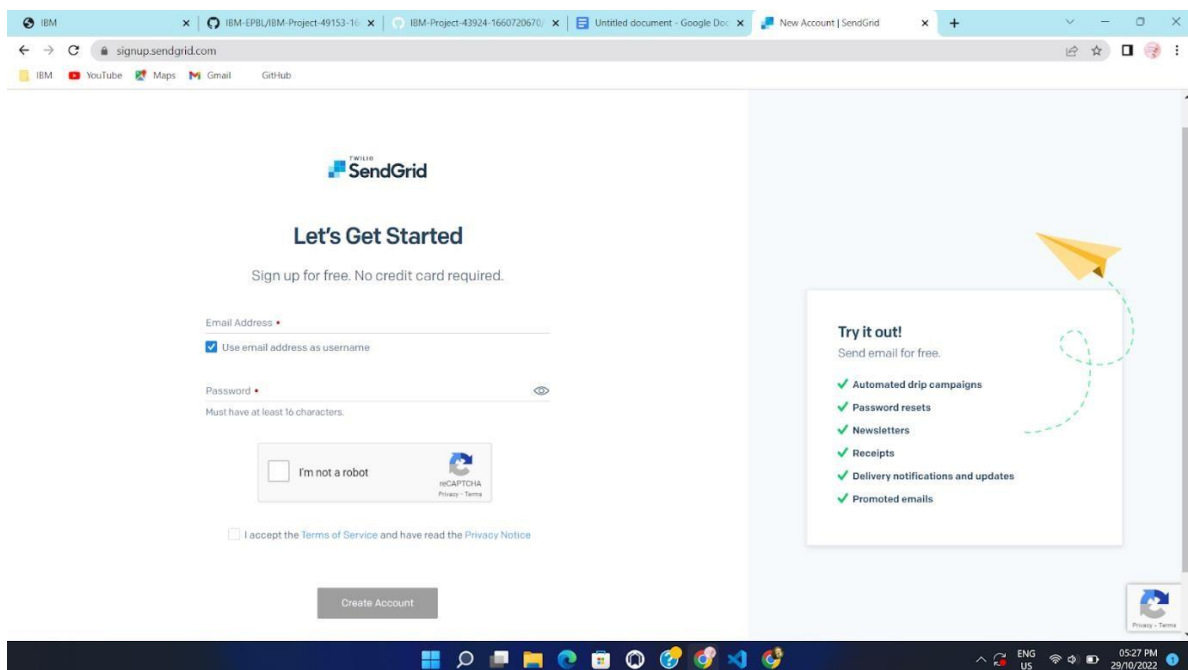 IBM
IBM-EPBL/IBM-Project-49153-16
IBM-Project-43924-1660720670/
Untitled document - Google Doc
New Account | SendGrid
signup.sendgrid.com
IBM
YouTube
Maps
Gmail
GitHub
TWILIO
SendGrid
Let's Get Started
Sign up for free. No credit card required.
Email Address •
Use email address as username
Password •
Must have at least 16 characters.
I'm not a robot
reCAPTCHA
Privacy - Terms
I accept the Terms of Service and have read the Privacy Notice
Create Account
Try it out!
Send email for free.
Automated drip campaigns
Password resets
Newsletters
Receipts
Delivery notifications and updates
Promoted emails
Privacy - Terms
ENG
US
05:27 PM
29/10/2022
1